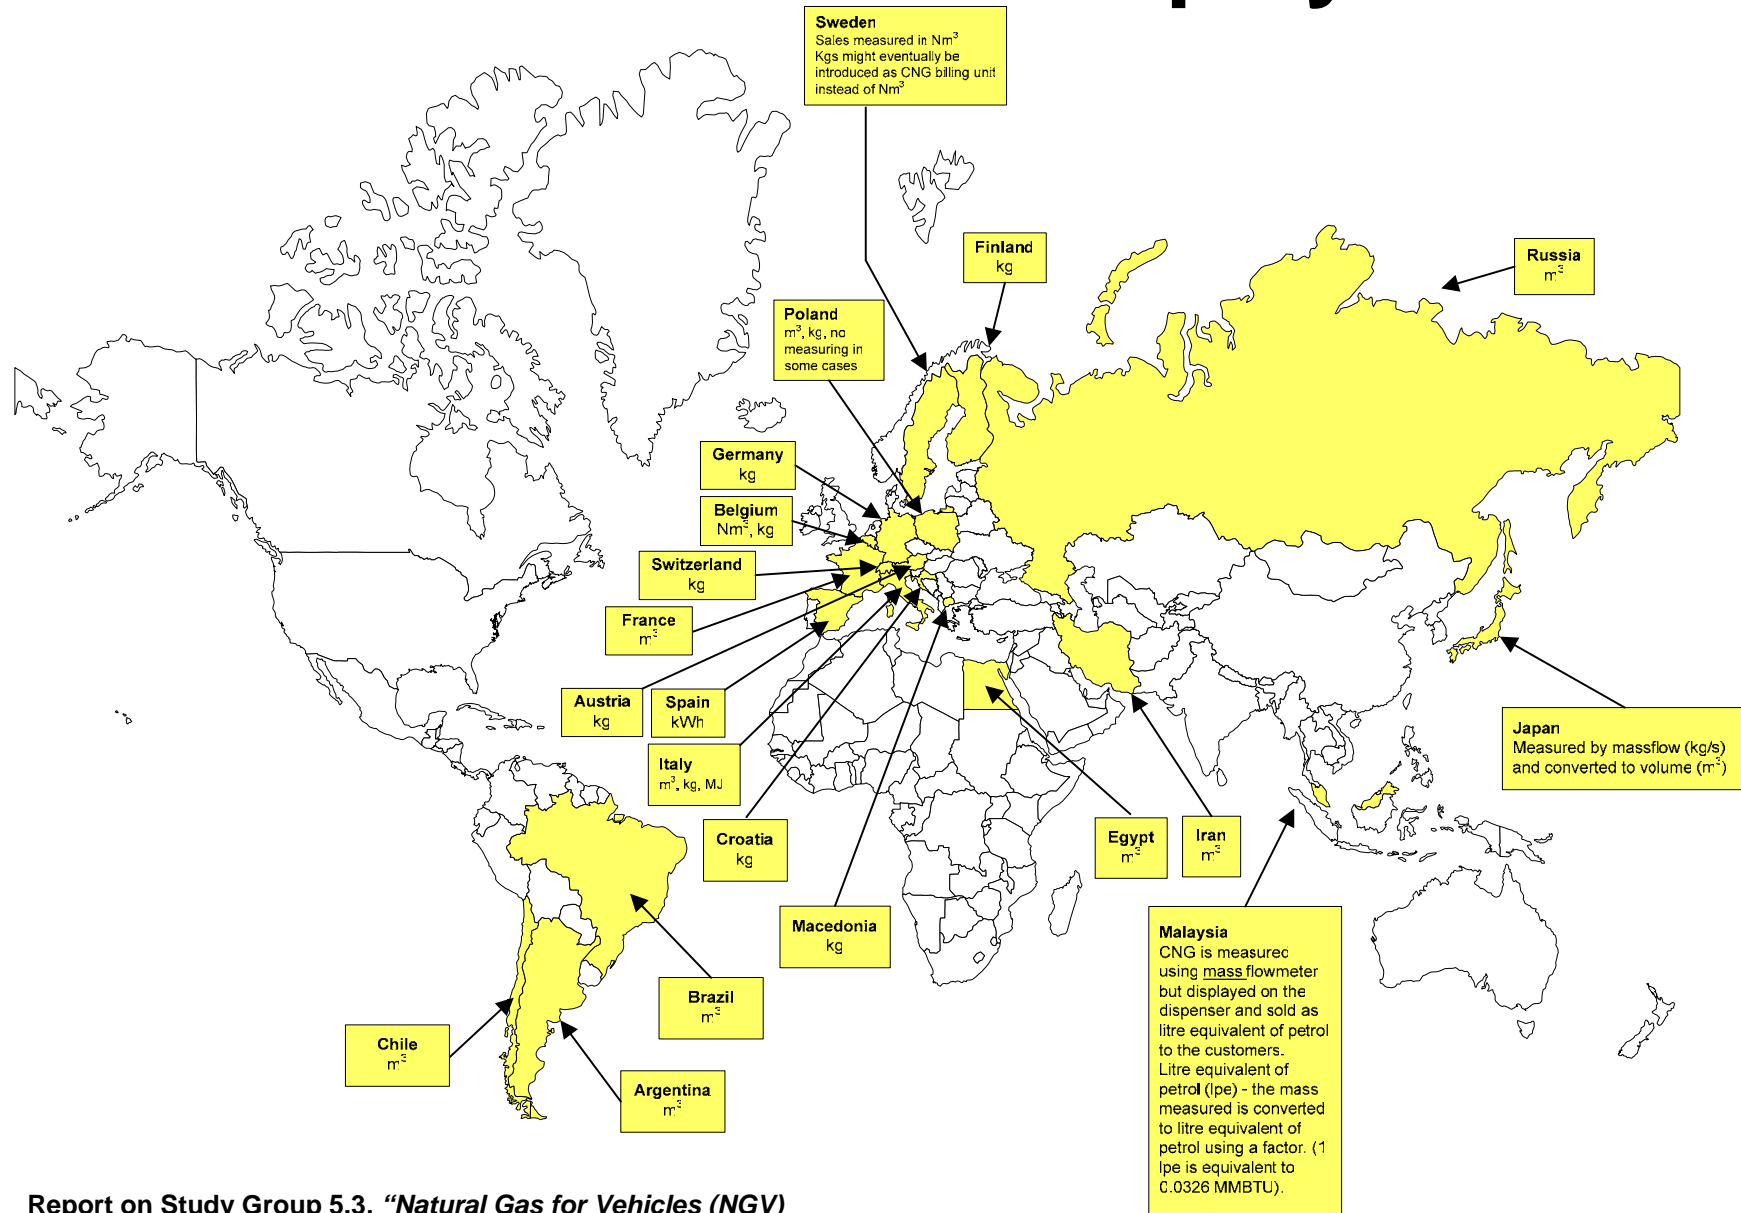 Sweden
Sales measured in Nm³
Kgs might eventually be
introduced as CNG billing unit
instead of Nm³
Finland
kg
Russia
m³
Poland
m³, kg, no
measuring in
some cases
Germany
kg
Belgium
Nm³, kg
Switzerland
kg
France
m³
Austria
kg
Spain
kWh
Italy
m³, kg, MJ
Croatia
kg
Macedonia
kg
Egypt
m³
Iran
m³
Japan
Measured by massflow (kg/s)
and converted to volume (m³)
Malaysia
CNG is measured
using mass flowmeter
but displayed on the
dispenser and sold as
litre equivalent of petrol
to the customers.
Litre equivalent of
petrol (lpe) - the mass
measured is converted
to litre equivalent of
petrol using a factor. (1
lpe is equivalent to
0.0326 MMBTU).
Brazil
m³
Chile
m³
Argentina
m³
Report on Study Group 5.3. “Natural Gas for Vehicles (NGV)